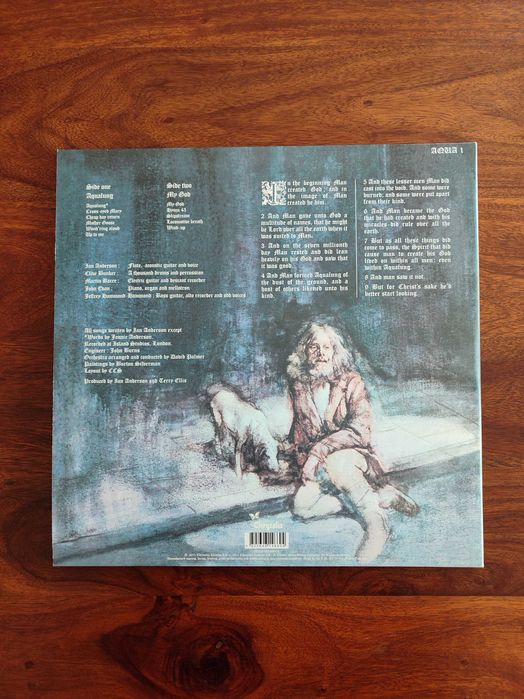 AQUA 1
Side one
Aqualung
Aqualung*
Cross-eyed Mary
Cheap day return
Mother Goose
Wond'ring aloud
Up to me
Side two
My God
My God
Hymn 43
Slipstream
Locomotive breath
Wind-up
Ian Anderson : Flute, acoustic guitar and voice
Clive Bunker : A thousand drums and percussion
Martin Barre : Electric guitar and descant recorder
John Evan : Piano, organ and mellotron
Jeffrey Hammond-Hammond : Bass guitar, alto recorder and odd voices
All songs written by Ian Anderson except
*Words by Jennie Anderson.
Recorded at Island Studios, London.
Engineer : John Burns
Orchestra arranged and conducted by David Palmer
Paintings by Burton Silverman
Layout by CCS
Produced by Ian Anderson and Terry Ellis
In the beginning Man
created God ; and in
the image of Man
created he him.
2 And Man gave unto God a
multitude of names, that he might
be Lord over all the earth when it
was suited to Man.
3 And on the seven millionth
day Man rested and did lean
heavily on his God and saw that
it was good.
4 And Man formed Aqualung of
the dust of the ground, and a
host of others likened unto his
kind.
5 And these lesser men Man did
cast into the void. And some were
burned; and some were put apart
from their kind.
6 And Man became the God that
he had created and with his
miracles did rule over all the
earth.
7 But as all these things did
come to pass, the Spirit that did
cause man to create his God
lived on within all men: even
within Aqualung.
8 And man saw it not.
9 But for Christ's sake he'd
better start looking.
Chrysalis